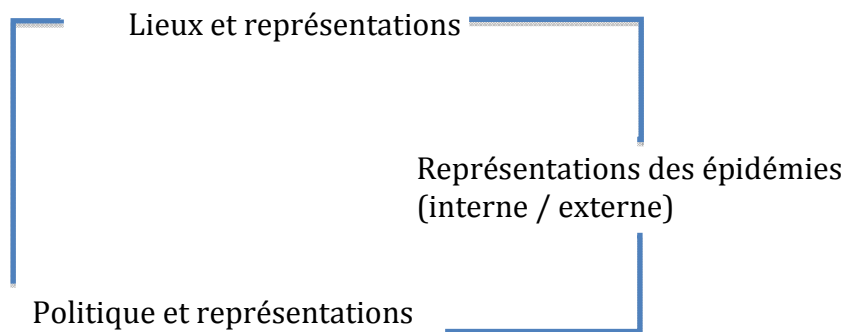 Lieux et représentations
Représentations des épidémies
(interne / externe)
Politique et représentations